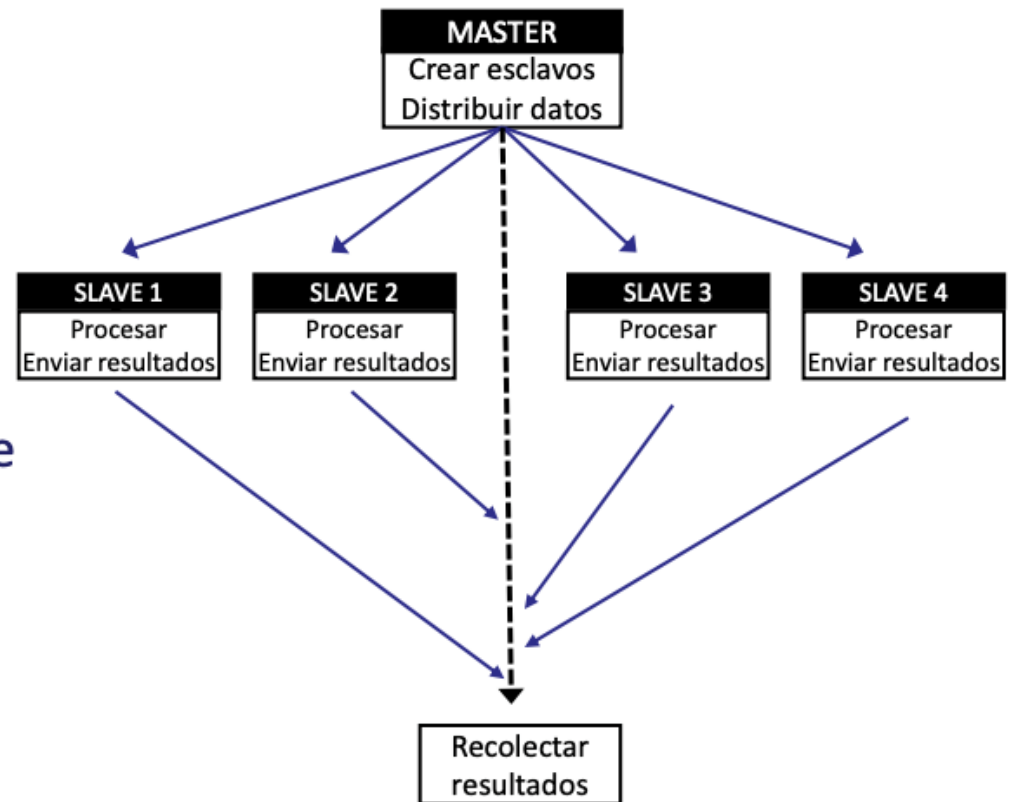 MASTER
Crear esclavos
Distribuir datos
SLAVE 1
Procesar
Enviar resultados
SLAVE 2
Procesar
Enviar resultados
SLAVE 3
Procesar
Enviar resultados
SLAVE 4
Procesar
Enviar resultados
e
Recolectar
resultados